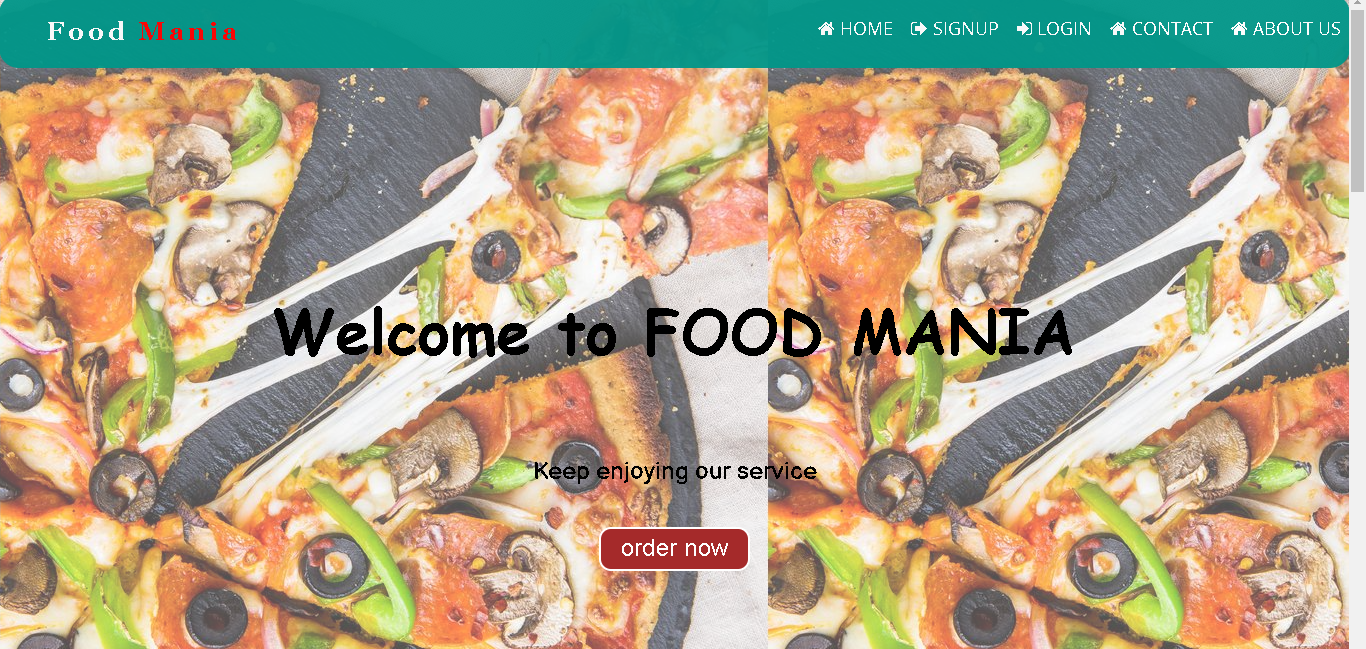 Food Mania
HOME SIGNUP LOGIN CONTACT ABOUT US
Welcome to FOOD MANIA
Keep enjoying our service
order now